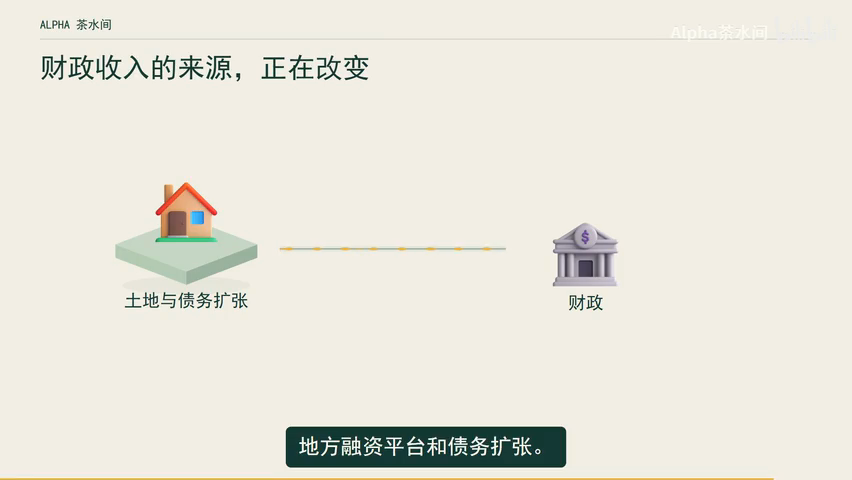 ALPHA 茶水间
Alpha茶水间
财政收入的来源，正在改变
土地与债务扩张
财政
地方融资平台和债务扩张。